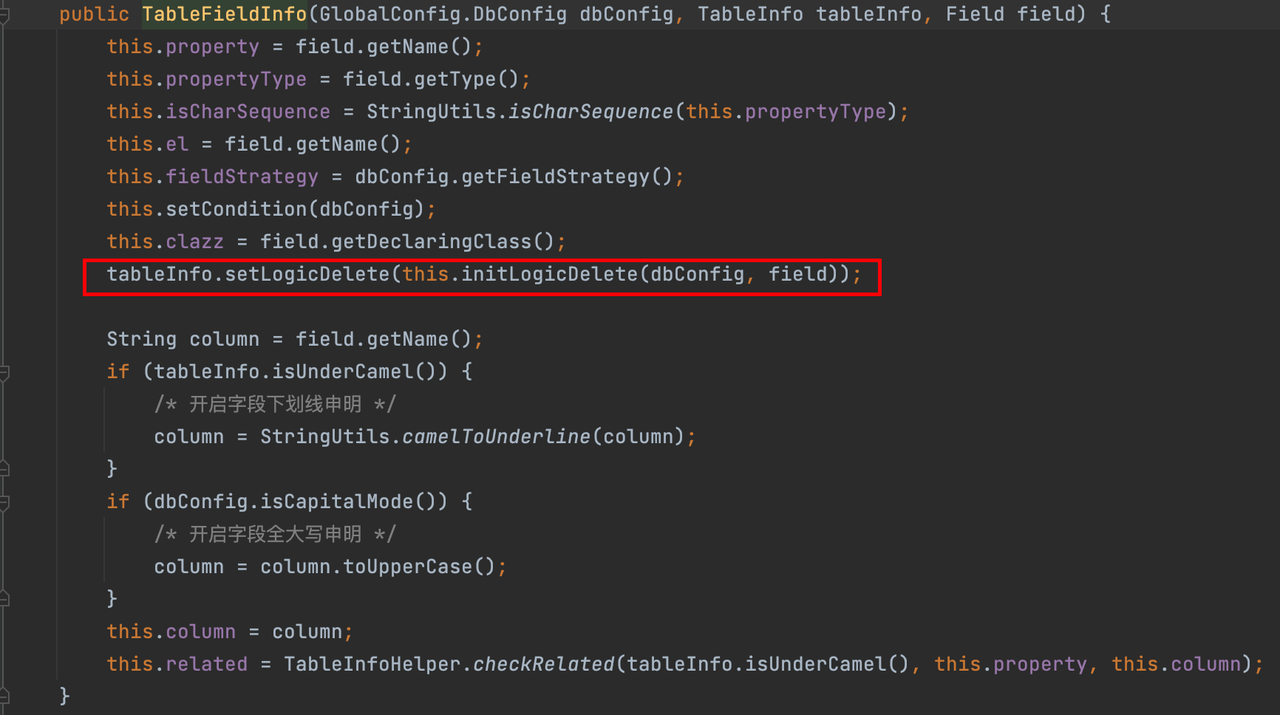 public TableFieldInfo(GlobalConfig.DbConfig dbConfig, TableInfo tableInfo, Field field) {
this.property = field.getName();
this.propertyType = field.getType();
this.isCharSequence = StringUtils.isCharSequence(this.propertyType);
this.el = field.getName();
this.fieldStrategy = dbConfig.getFieldStrategy();
this.setCondition(dbConfig);
this.clazz = field.getDeclaringClass();
tableInfo.setLogicDelete(this.initLogicDelete(dbConfig, field));
String column = field.getName();
if (tableInfo.isUnderCamel()) {
/* 开启字段下划线申明 */
column = StringUtils.camelToUnderline(column);
}
if (dbConfig.isCapitalMode()) {
/* 开启字段全大写申明 */
column = column.toUpperCase();
}
this.column = column;
this.related = TableInfoHelper.checkRelated(tableInfo.isUnderCamel(), this.property, this.column);
}